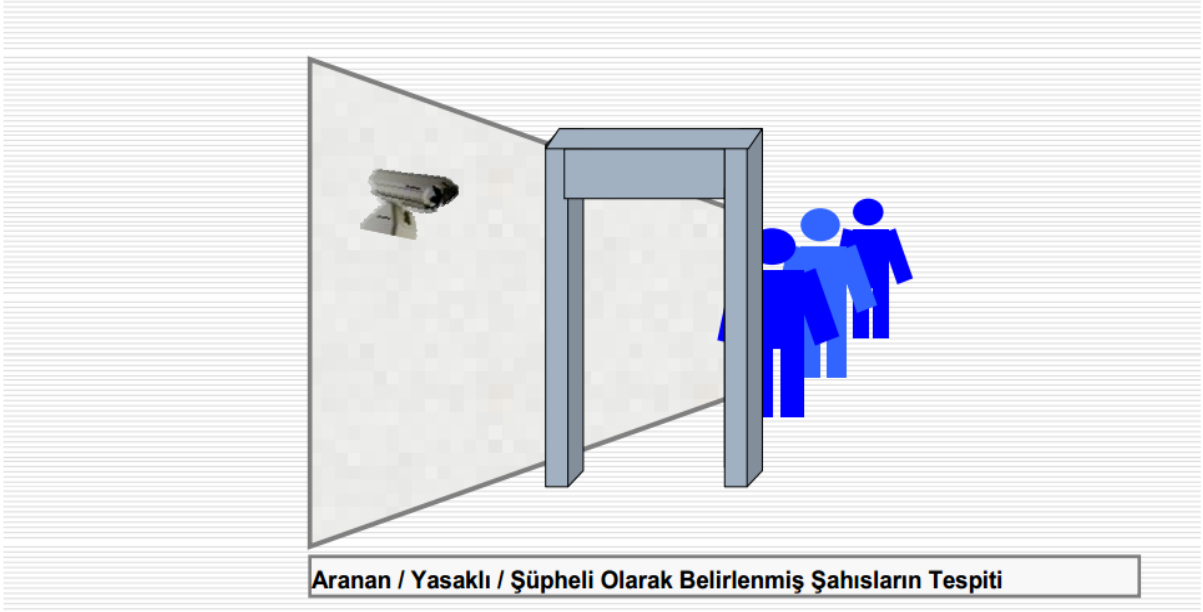 Aranan / Yasaklı / Şüpheli Olarak Belirlenmiş Şahısların Tespiti